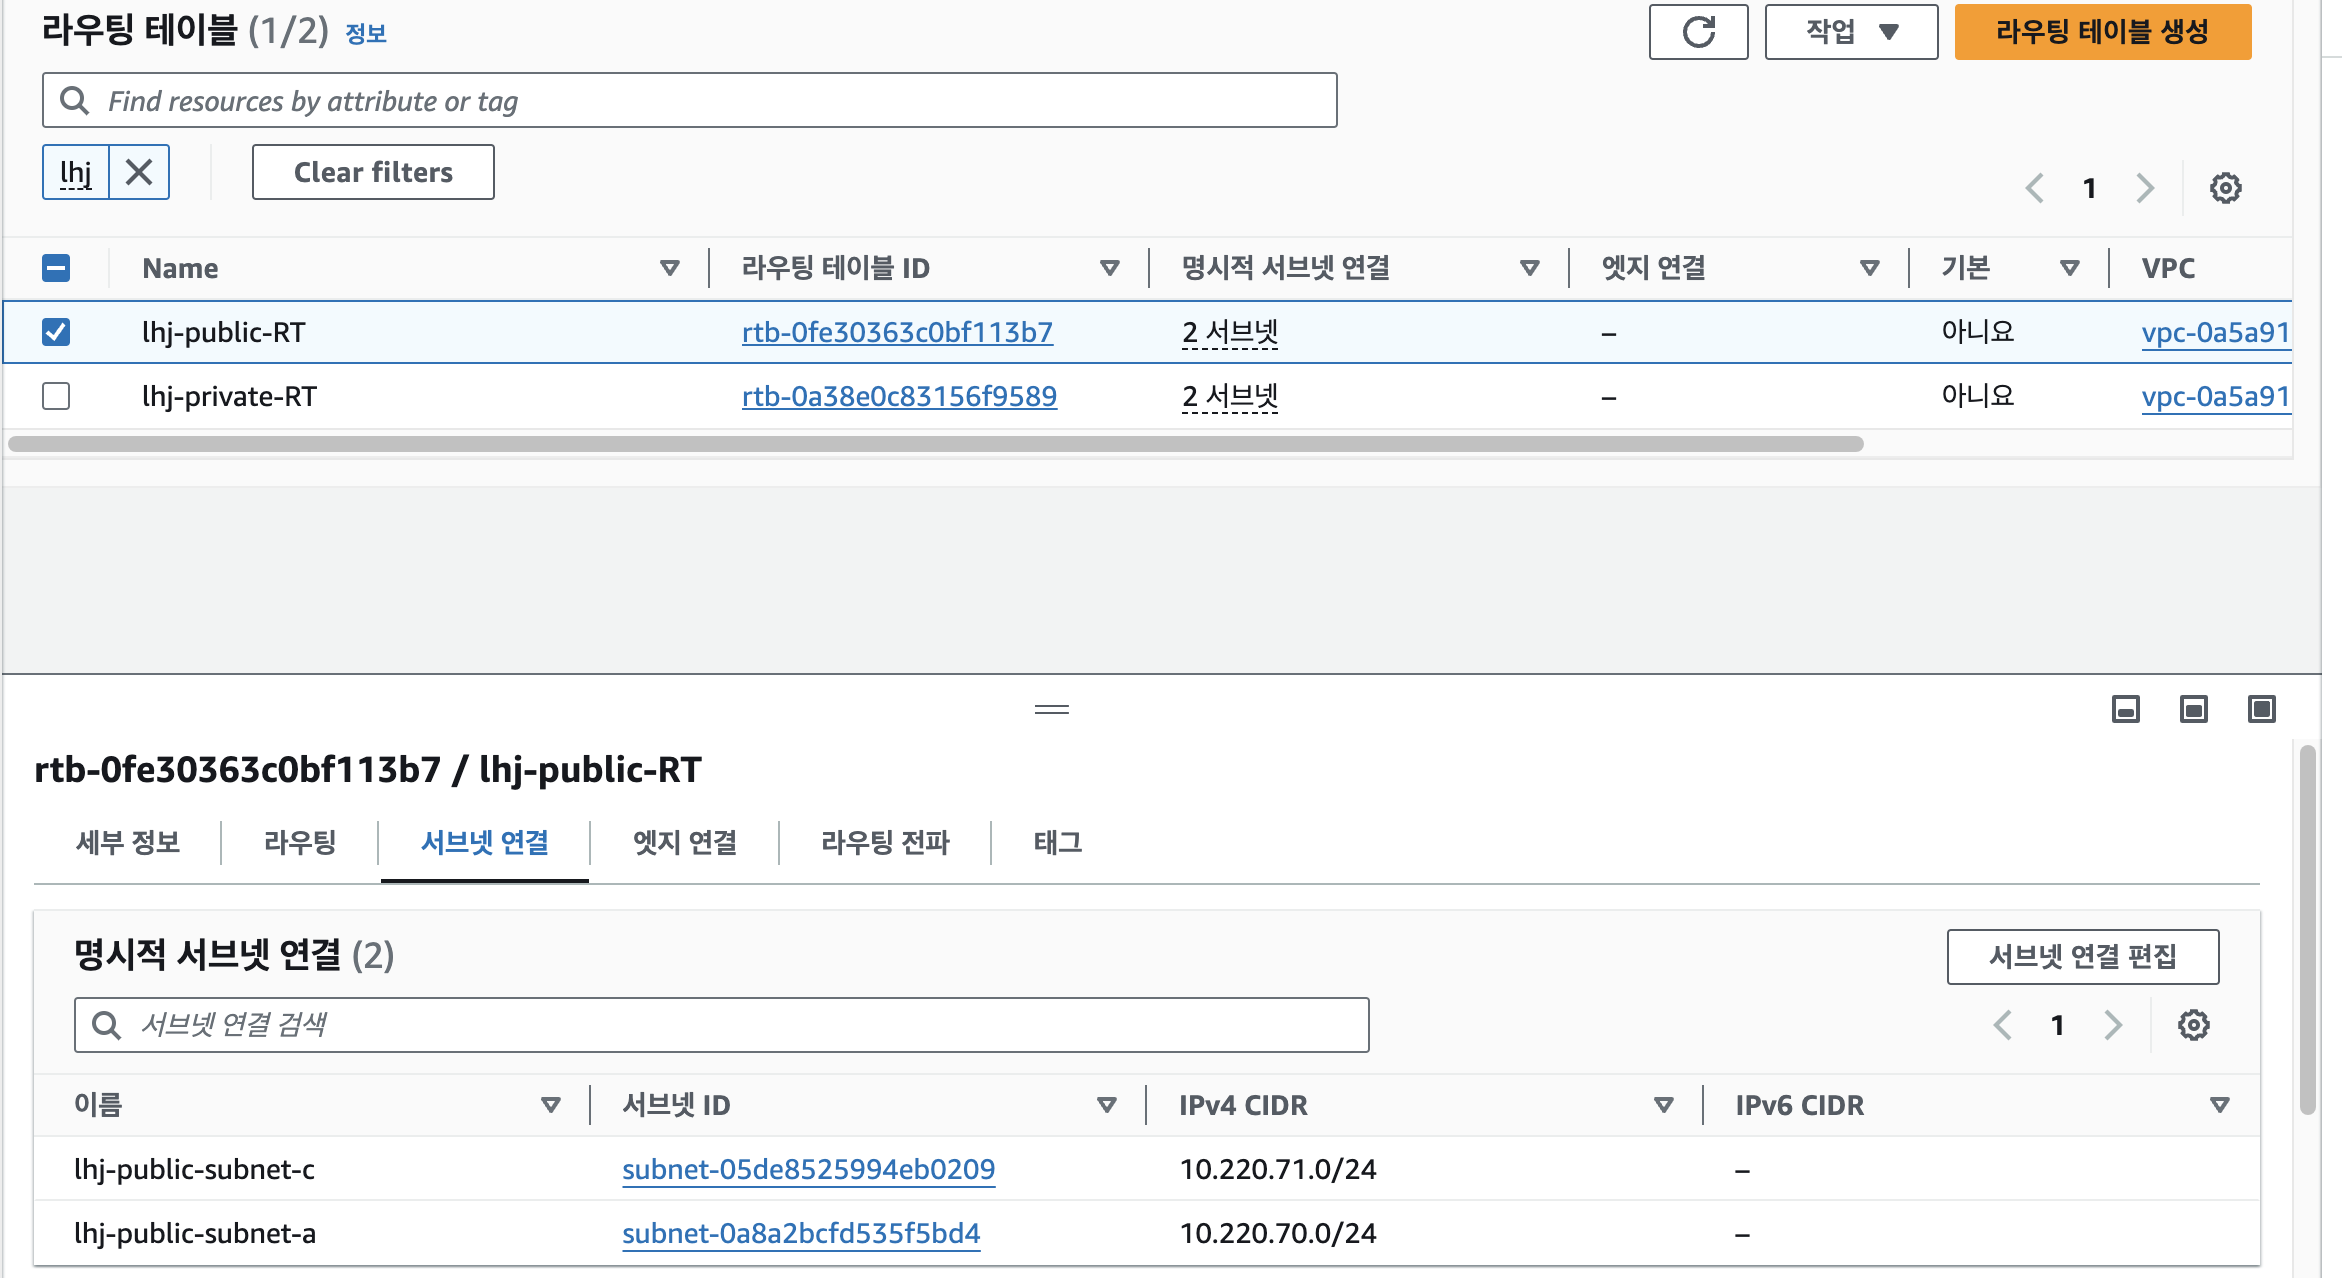 라우팅 테이블 (1/2) 정보
작업
라우팅 테이블 생성
Find resources by attribute or tag
lhj
Clear filters
1
Name 라우팅 테이블 ID 명시적 서브넷 연결 엣지 연결 기본 VPC
lhj-public-RT rtb-0fe30363c0bf113b7 2 서브넷 – 아니요 vpc-0a5a91
lhj-private-RT rtb-0a38e0c83156f9589 2 서브넷 – 아니요 vpc-0a5a91
rtb-0fe30363c0bf113b7 / lhj-public-RT
세부 정보 라우팅 서브넷 연결 엣지 연결 라우팅 전파 태그
명시적 서브넷 연결 (2)
서브넷 연결 편집
서브넷 연결 검색
1
이름 서브넷 ID IPv4 CIDR IPv6 CIDR
lhj-public-subnet-c subnet-05de8525994eb0209 10.220.71.0/24 –
lhj-public-subnet-a subnet-0a8a2bcfd535f5bd4 10.220.70.0/24 –